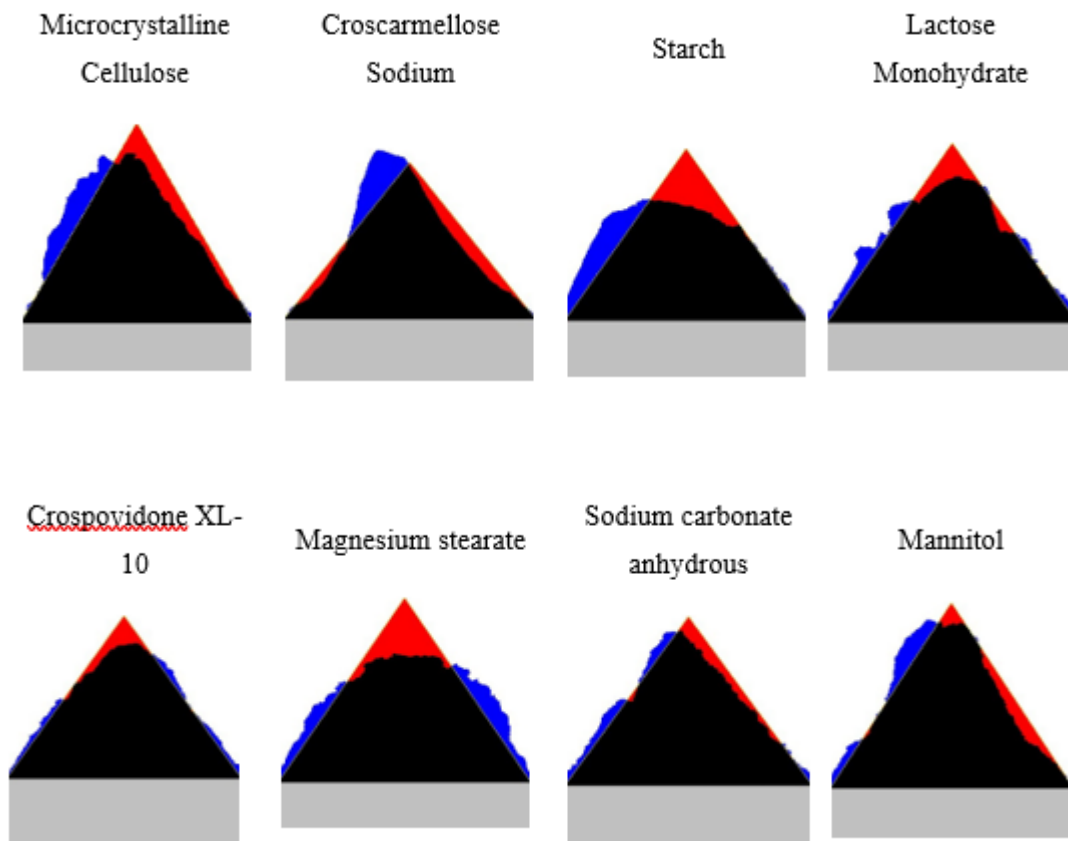 Microcrystalline
Cellulose
Croscarmellose
Sodium
Starch
Lactose
Monohydrate
Crospovidone XL-
10
Magnesium stearate
Sodium carbonate
anhydrous
Mannitol